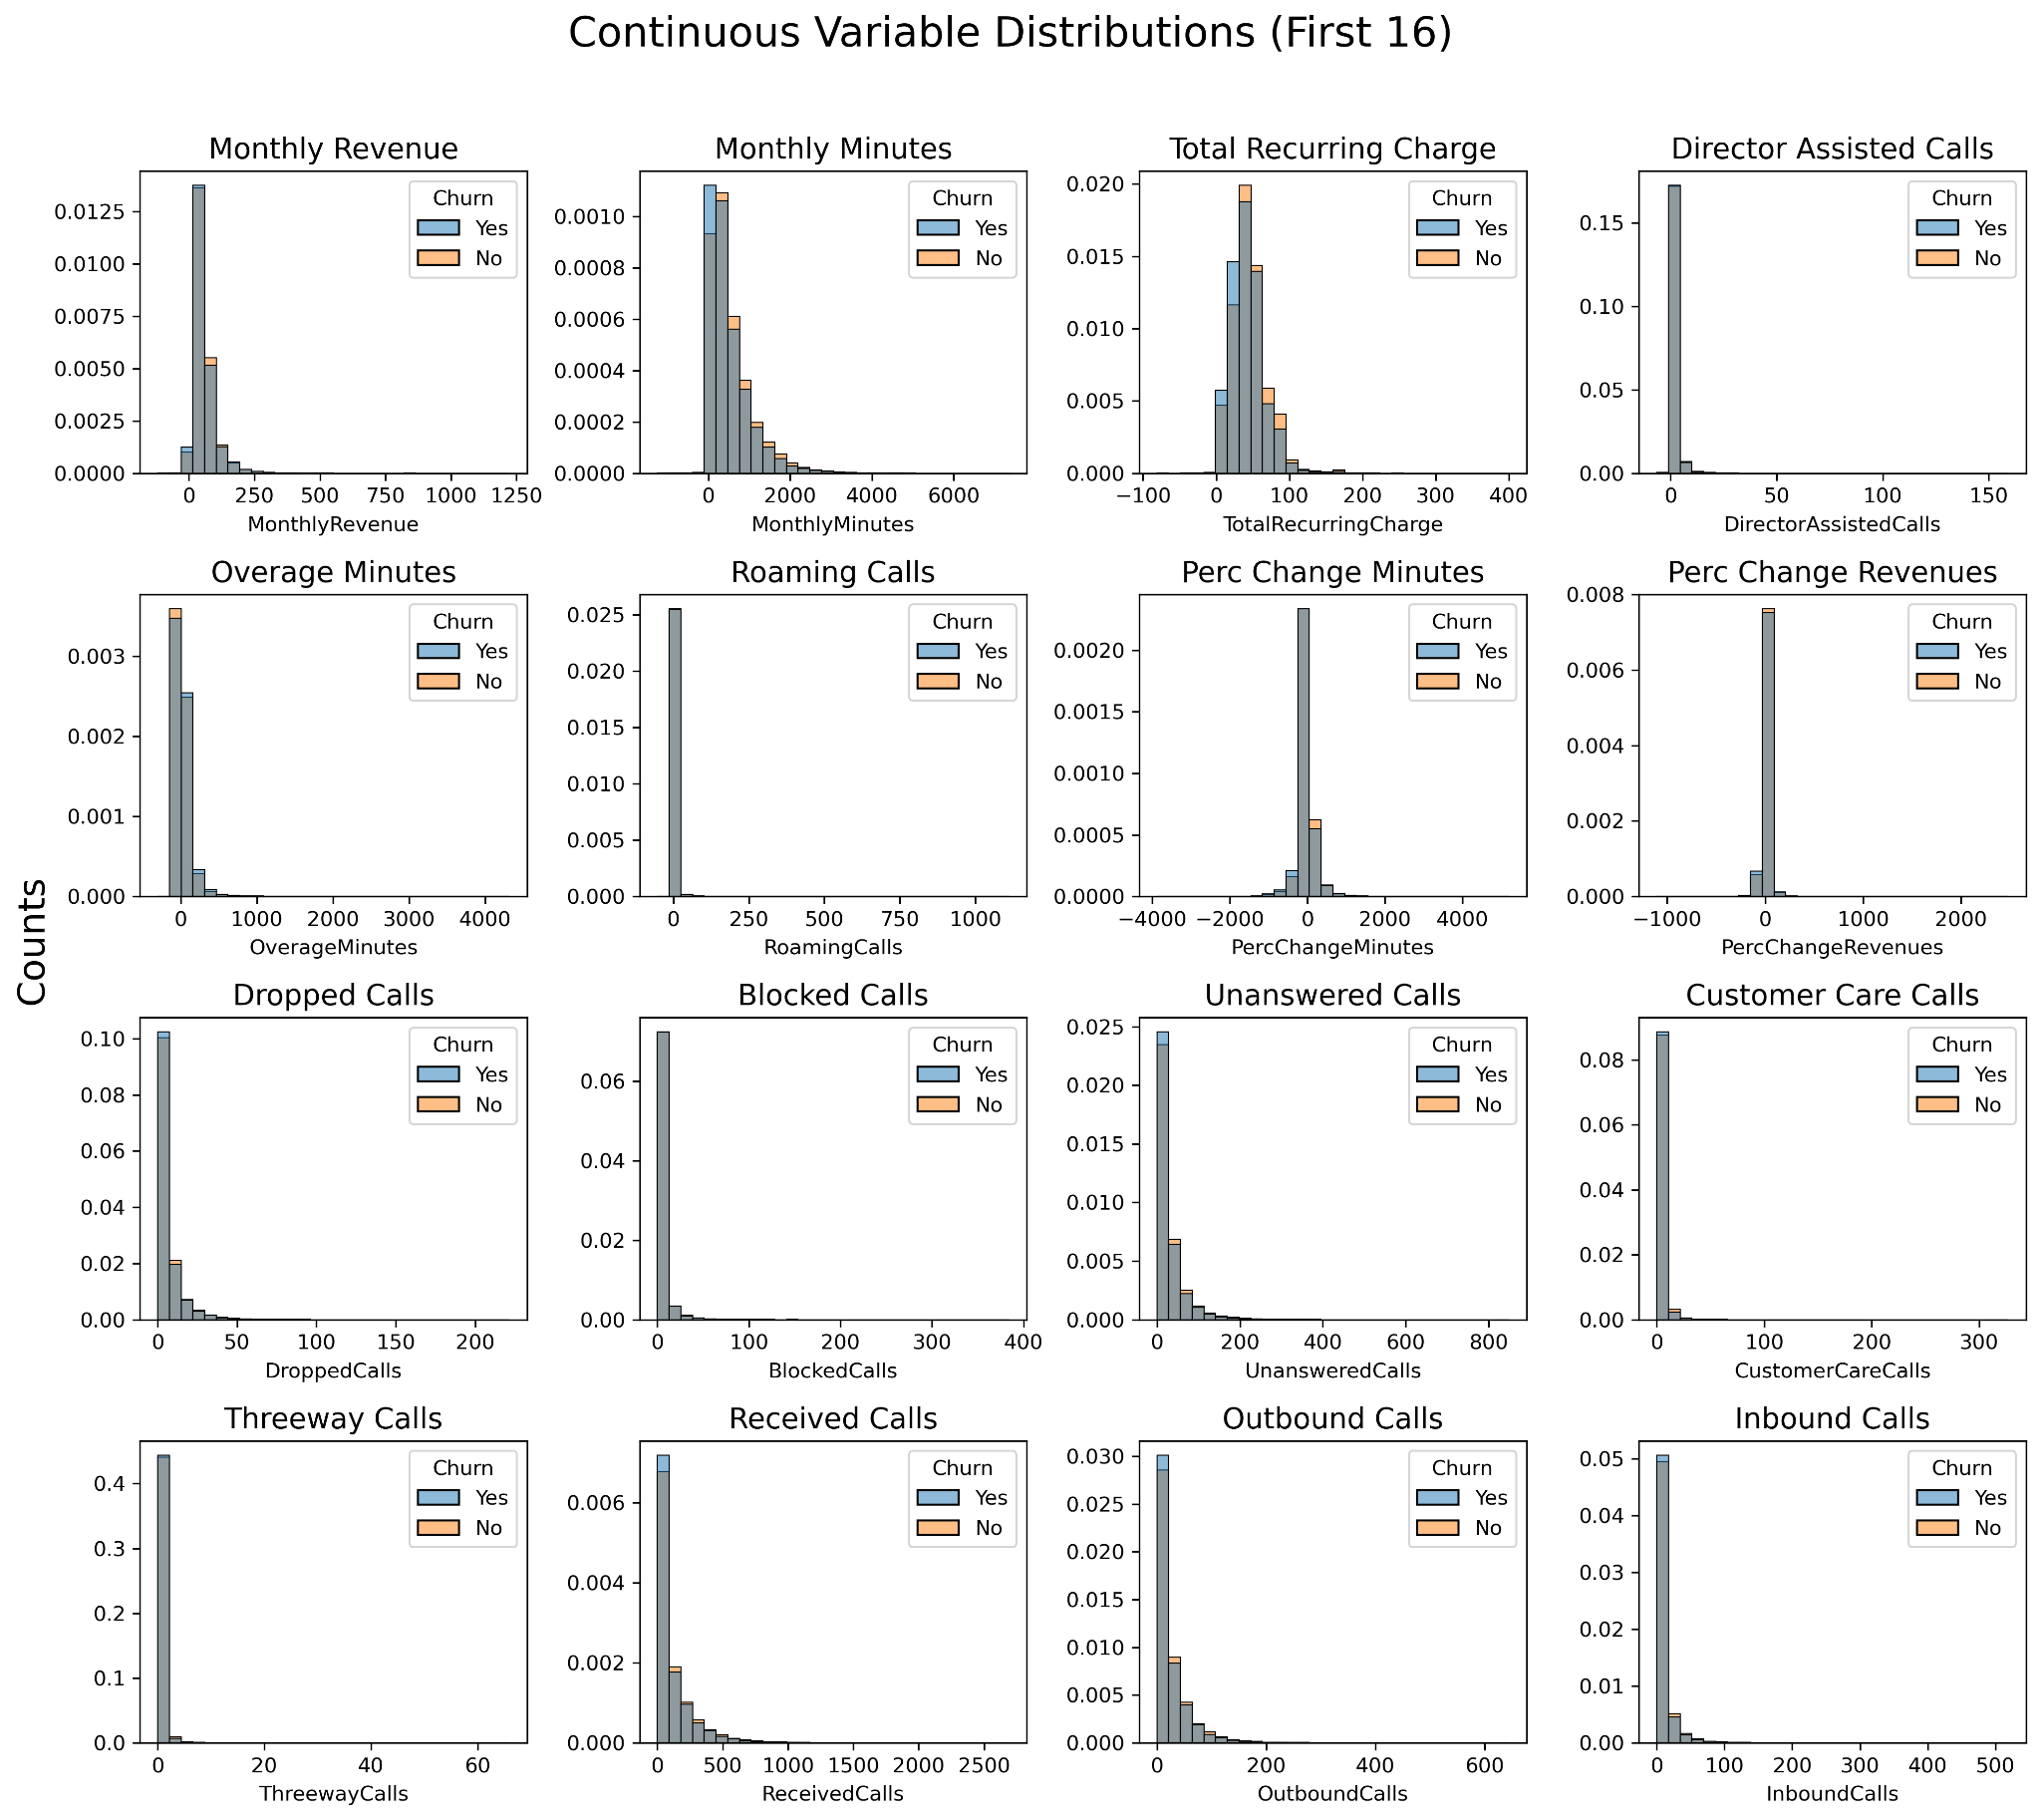 Continuous Variable Distributions (First 16)
Counts
Monthly Revenue
0.0125
0.0100
0.0075
0.0050
0.0025
0.0000
Churn
Yes
No
0 250 500 750 1000 1250
MonthlyRevenue
Monthly Minutes
0.0010
0.0008
0.0006
0.0004
0.0002
0.0000
Churn
Yes
No
0 2000 4000 6000
MonthlyMinutes
Total Recurring Charge
0.020
0.015
0.010
0.005
0.000
Churn
Yes
No
−100 0 100 200 300 400
TotalRecurringCharge
Director Assisted Calls
0.15
0.10
0.05
0.00
Churn
Yes
No
0 50 100 150
DirectorAssistedCalls
Overage Minutes
0.003
0.002
0.001
0.000
Churn
Yes
No
0 1000 2000 3000 4000
OverageMinutes
Roaming Calls
0.025
0.020
0.015
0.010
0.005
0.000
Churn
Yes
No
0 250 500 750 1000
RoamingCalls
Perc Change Minutes
0.0020
0.0015
0.0010
0.0005
0.0000
Churn
Yes
No
−4000 −2000 0 2000 4000
PercChangeMinutes
Perc Change Revenues
0.008
0.006
0.004
0.002
0.000
Churn
Yes
No
−1000 0 1000 2000
PercChangeRevenues
Dropped Calls
0.10
0.08
0.06
0.04
0.02
0.00
Churn
Yes
No
0 50 100 150 200
DroppedCalls
Blocked Calls
0.06
0.04
0.02
0.00
Churn
Yes
No
0 100 200 300 400
BlockedCalls
Unanswered Calls
0.025
0.020
0.015
0.010
0.005
0.000
Churn
Yes
No
0 200 400 600 800
UnansweredCalls
Customer Care Calls
0.08
0.06
0.04
0.02
0.00
Churn
Yes
No
0 100 200 300
CustomerCareCalls
Threeway Calls
0.4
0.3
0.2
0.1
0.0
Churn
Yes
No
0 20 40 60
ThreewayCalls
Received Calls
0.006
0.004
0.002
0.000
Churn
Yes
No
0 500 1000 1500 2000 2500
ReceivedCalls
Outbound Calls
0.030
0.025
0.020
0.015
0.010
0.005
0.000
Churn
Yes
No
0 200 400 600
OutboundCalls
Inbound Calls
0.05
0.04
0.03
0.02
0.01
0.00
Churn
Yes
No
0 100 200 300 400 500
InboundCalls